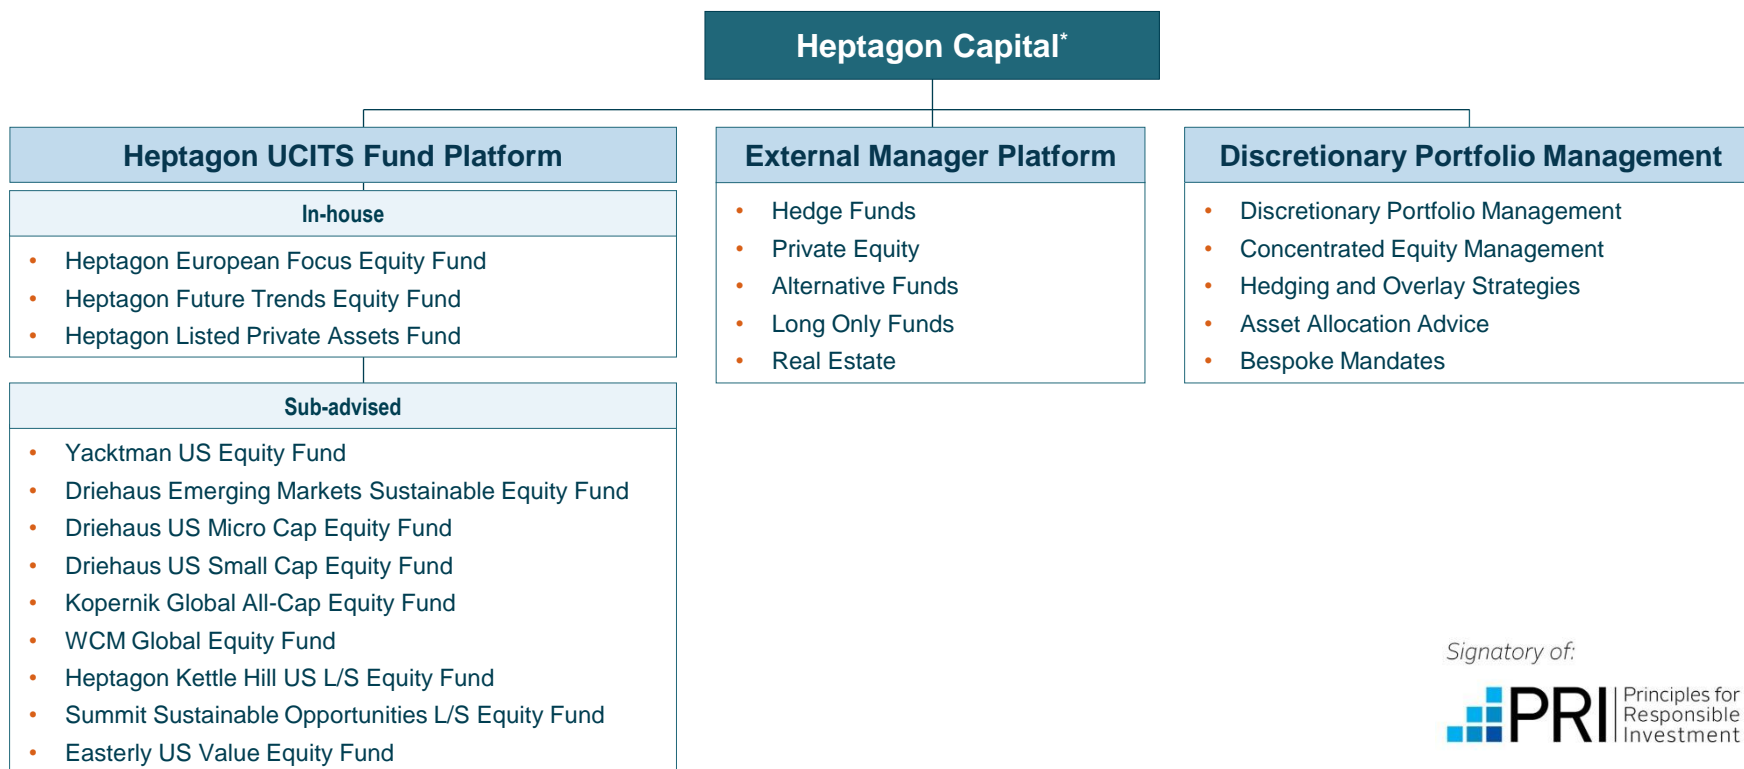 Heptagon Capital*
Heptagon UCITS Fund Platform
In-house
• Heptagon European Focus Equity Fund
• Heptagon Future Trends Equity Fund
• Heptagon Listed Private Assets Fund
Sub-advised
• Yacktman US Equity Fund
• Driehaus Emerging Markets Sustainable Equity Fund
• Driehaus US Micro Cap Equity Fund
• Driehaus US Small Cap Equity Fund
• Kopernik Global All-Cap Equity Fund
• WCM Global Equity Fund
• Heptagon Kettle Hill US L/S Equity Fund
• Summit Sustainable Opportunities L/S Equity Fund
• Easterly US Value Equity Fund
External Manager Platform
• Hedge Funds
• Private Equity
• Alternative Funds
• Long Only Funds
• Real Estate
Discretionary Portfolio Management
• Discretionary Portfolio Management
• Concentrated Equity Management
• Hedging and Overlay Strategies
• Asset Allocation Advice
• Bespoke Mandates
Signatory of:
PRI
Principles for
Responsible
Investment